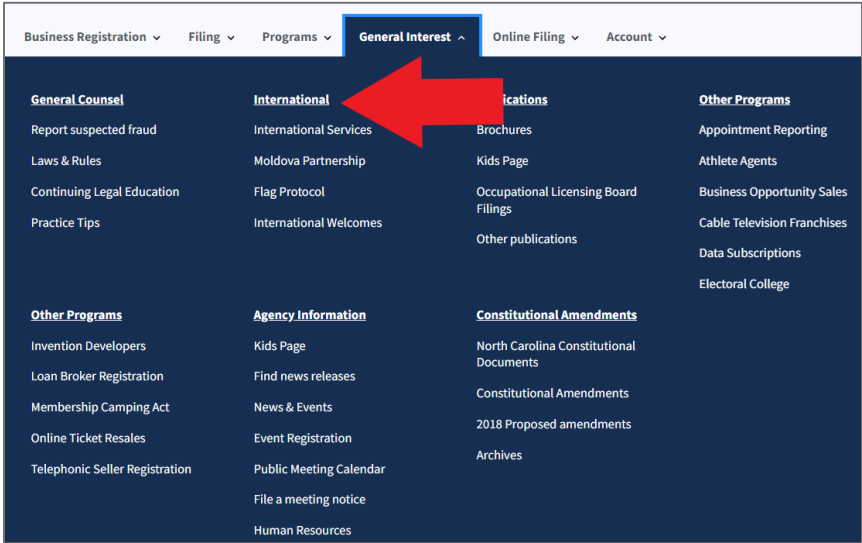 Business Registration Filing Programs General Interest Online Filing Account
General Counsel
Report suspected fraud
Laws & Rules
Continuing Legal Education
Practice Tips
International
International Services
Moldova Partnership
Flag Protocol
International Welcomes
ications
Brochures
Kids Page
Occupational Licensing Board
Filings
Other publications
Other Programs
Appointment Reporting
Athlete Agents
Business Opportunity Sales
Cable Television Franchises
Data Subscriptions
Electoral College
Other Programs
Invention Developers
Loan Broker Registration
Membership Camping Act
Online Ticket Resales
Telephonic Seller Registration
Agency Information
Kids Page
Find news releases
News & Events
Event Registration
Public Meeting Calendar
File a meeting notice
Human Resources
Constitutional Amendments
North Carolina Constitutional
Documents
Constitutional Amendments
2018 Proposed amendments
Archives